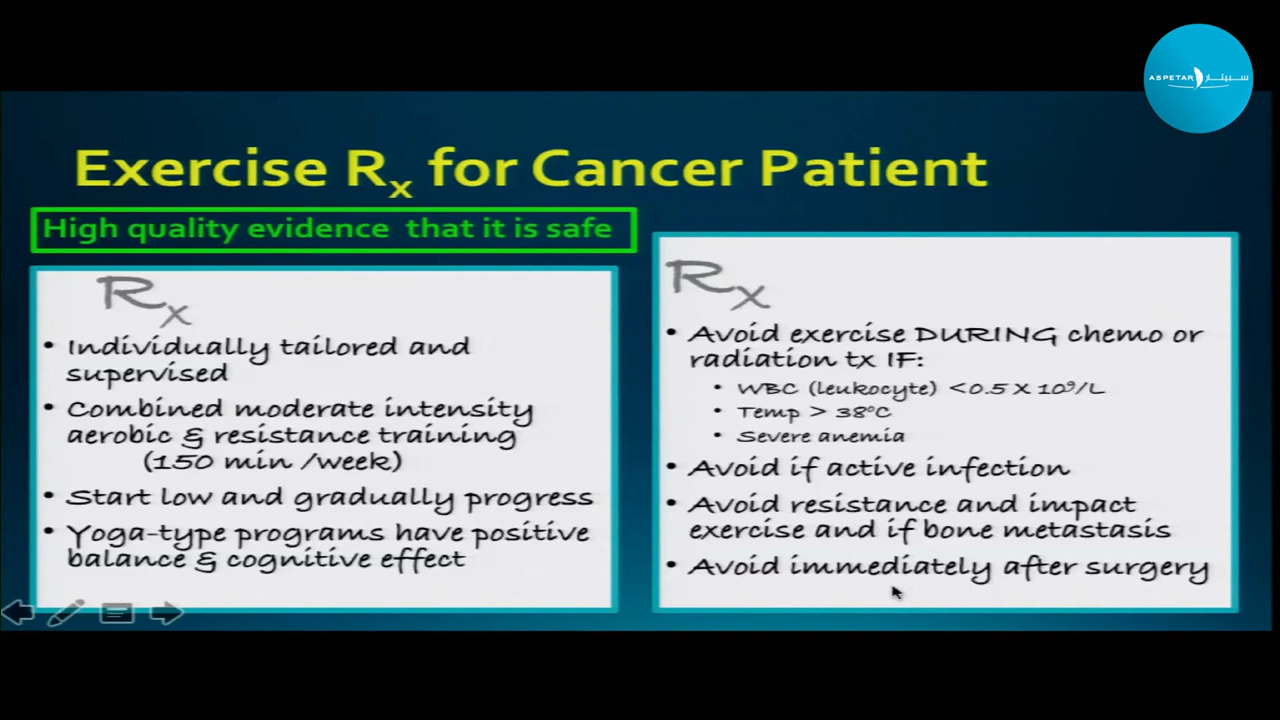 ASPETAR سبيتار
Exercise Rx for Cancer Patient
High quality evidence that it is safe
Rx
• Individually tailored and
supervised
• Combined moderate intensity
aerobic & resistance training
(150 min /week)
• Start low and gradually progress
• Yoga-type programs have positive
balance & cognitive effect
Rx
• Avoid exercise DURING chemo or
radiation tx IF:
• WBC (leukocyte) <0.5 X 10⁹/L
• Temp > 38°C
• Severe anemia
• Avoid if active infection
• Avoid resistance and impact
exercise and if bone metastasis
• Avoid immediately after surgery